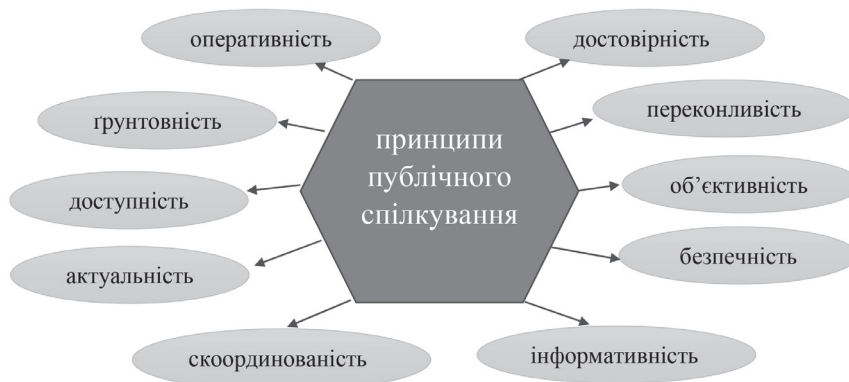 оперативність
достовірність
ґрунтовність
переконливість
принципи
публічного
спілкування
доступність
об’єктивність
актуальність
безпечність
скоординованість
інформативність